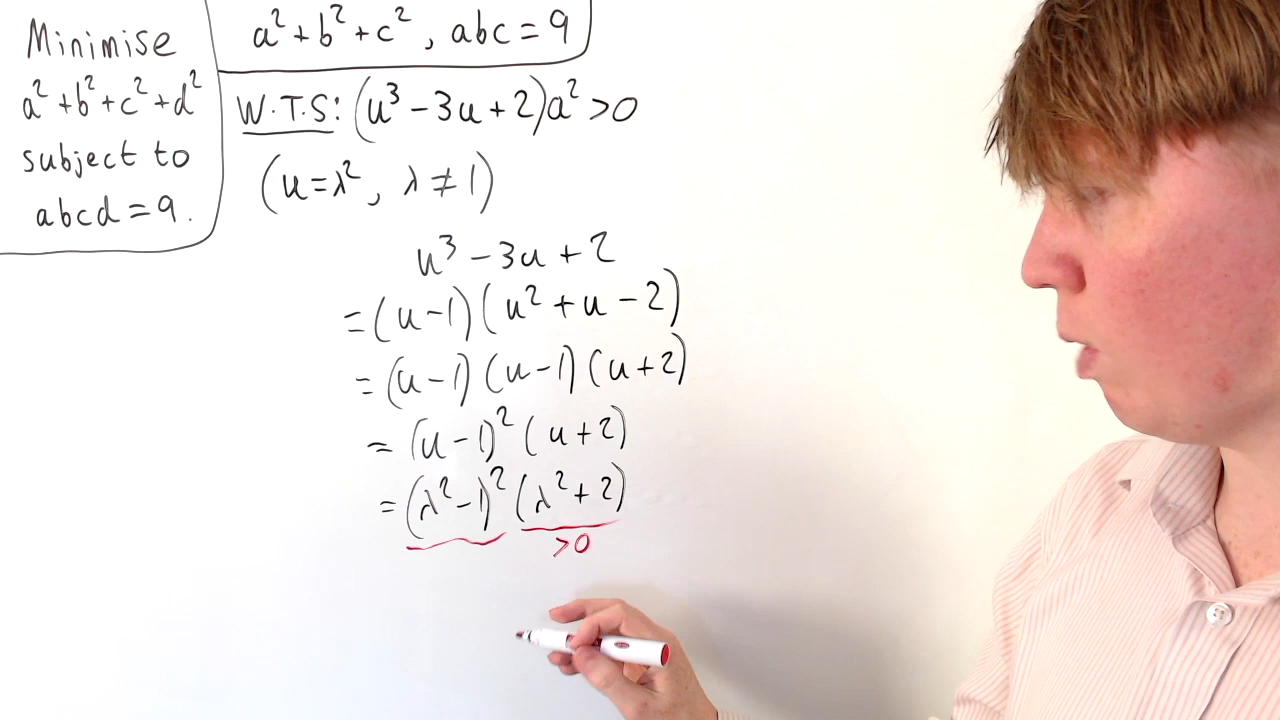 Minimise
a² + b² + c² + d²
subject to
abcd = 9.
a² + b² + c² , abc = 9
W.T.S: (u³ − 3u + 2)a² > 0
(u = λ², λ ≠ 1)
u³ − 3u + 2
= (u − 1)(u² + u − 2)
= (u − 1)(u − 1)(u + 2)
= (u − 1)²(u + 2)
= (λ² − 1)²(λ² + 2)
> 0